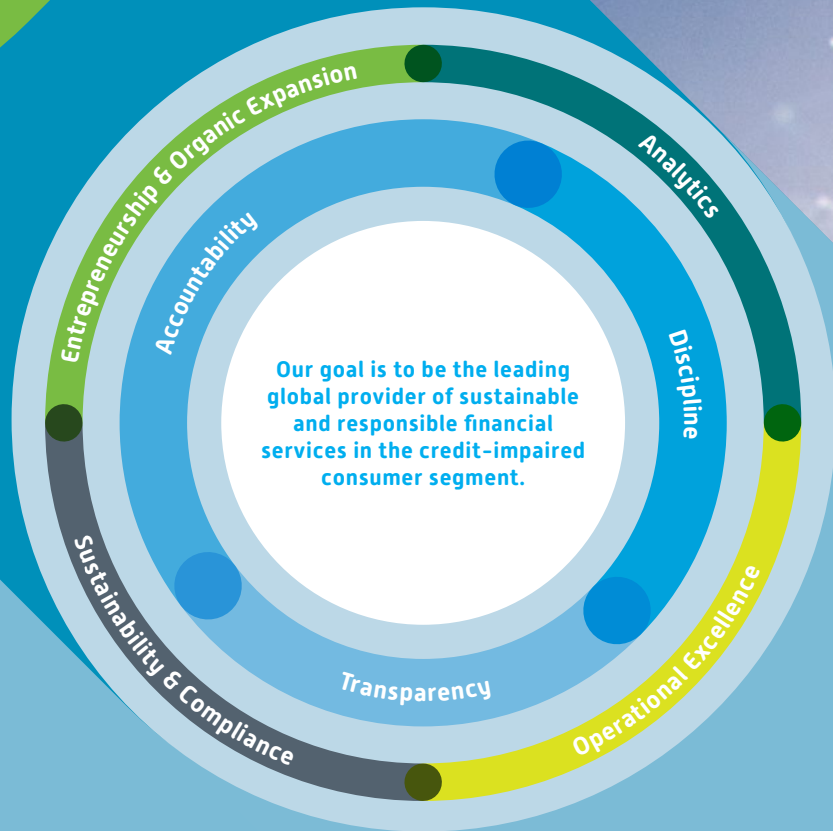 Entrepreneurship & Organic Expansion
Analytics
Accountability
Discipline
Our goal is to be the leading
global provider of sustainable
and responsible financial
services in the credit-impaired
consumer segment.
Transparency
Sustainability & Compliance
Operational Excellence